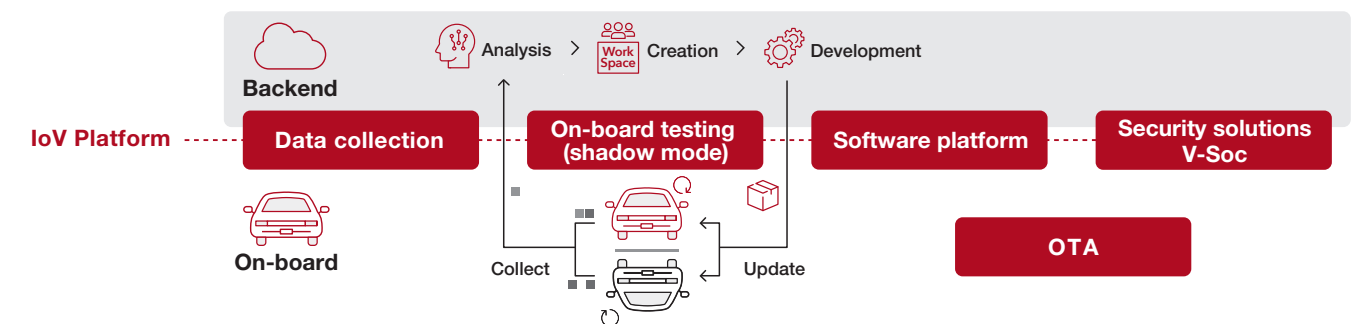 Analysis
Work
Space
Creation
Development
Backend
IoV Platform
Data collection
On-board testing
(shadow mode)
Software platform
Security solutions
V-Soc
On-board
Collect
Update
OTA